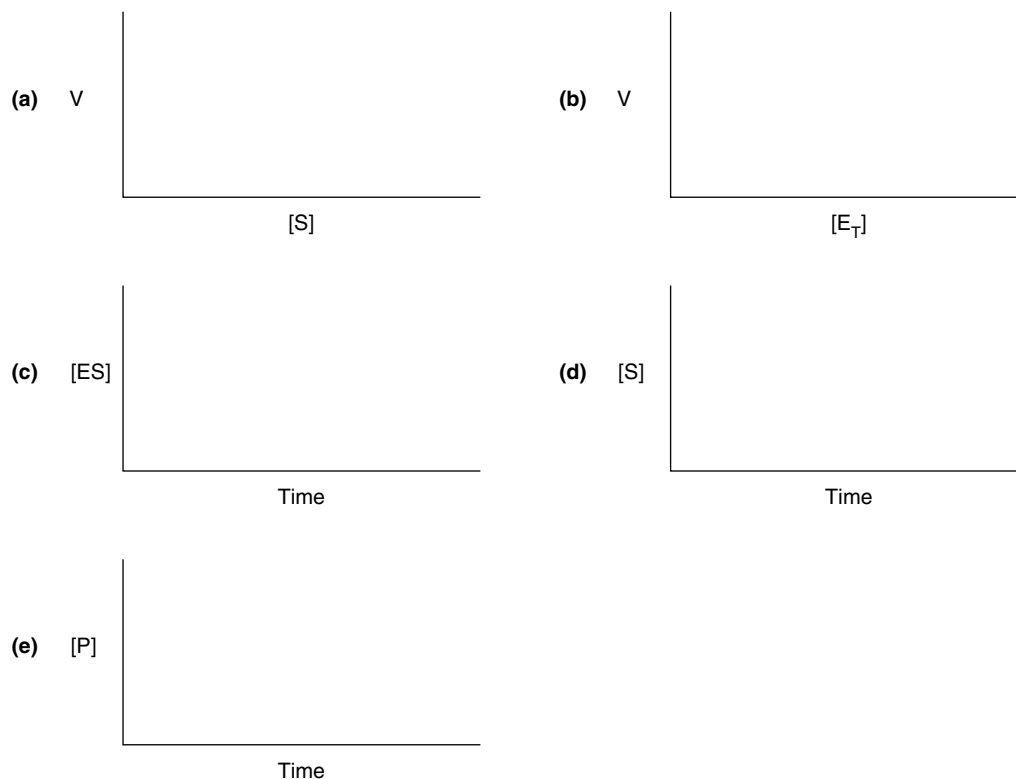 (a) V
[S]
(b) V
[E_T]
(c) [ES]
Time
(d) [S]
Time
(e) [P]
Time